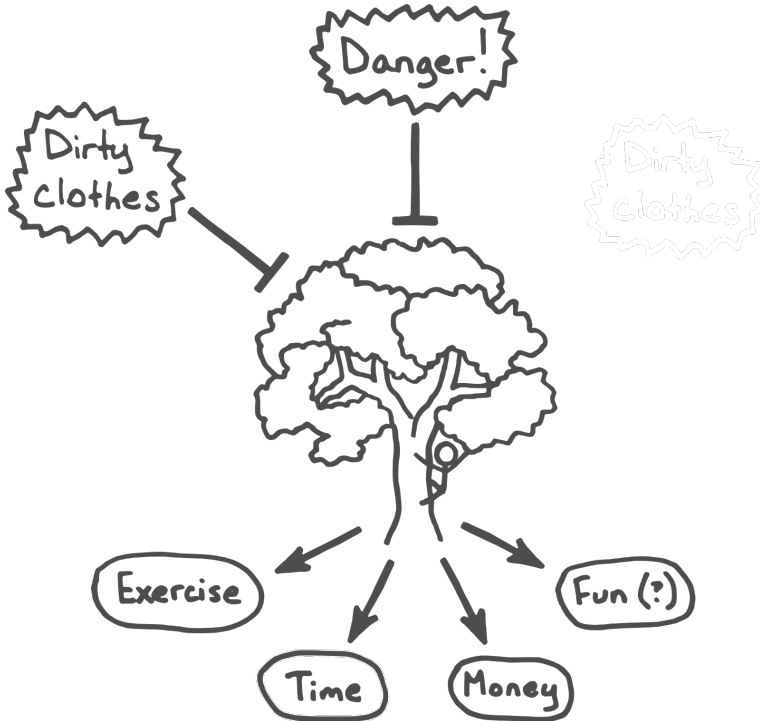 Danger!
Dirty
clothes
Dirty
clothes
Exercise
Fun (?)
Time
Money